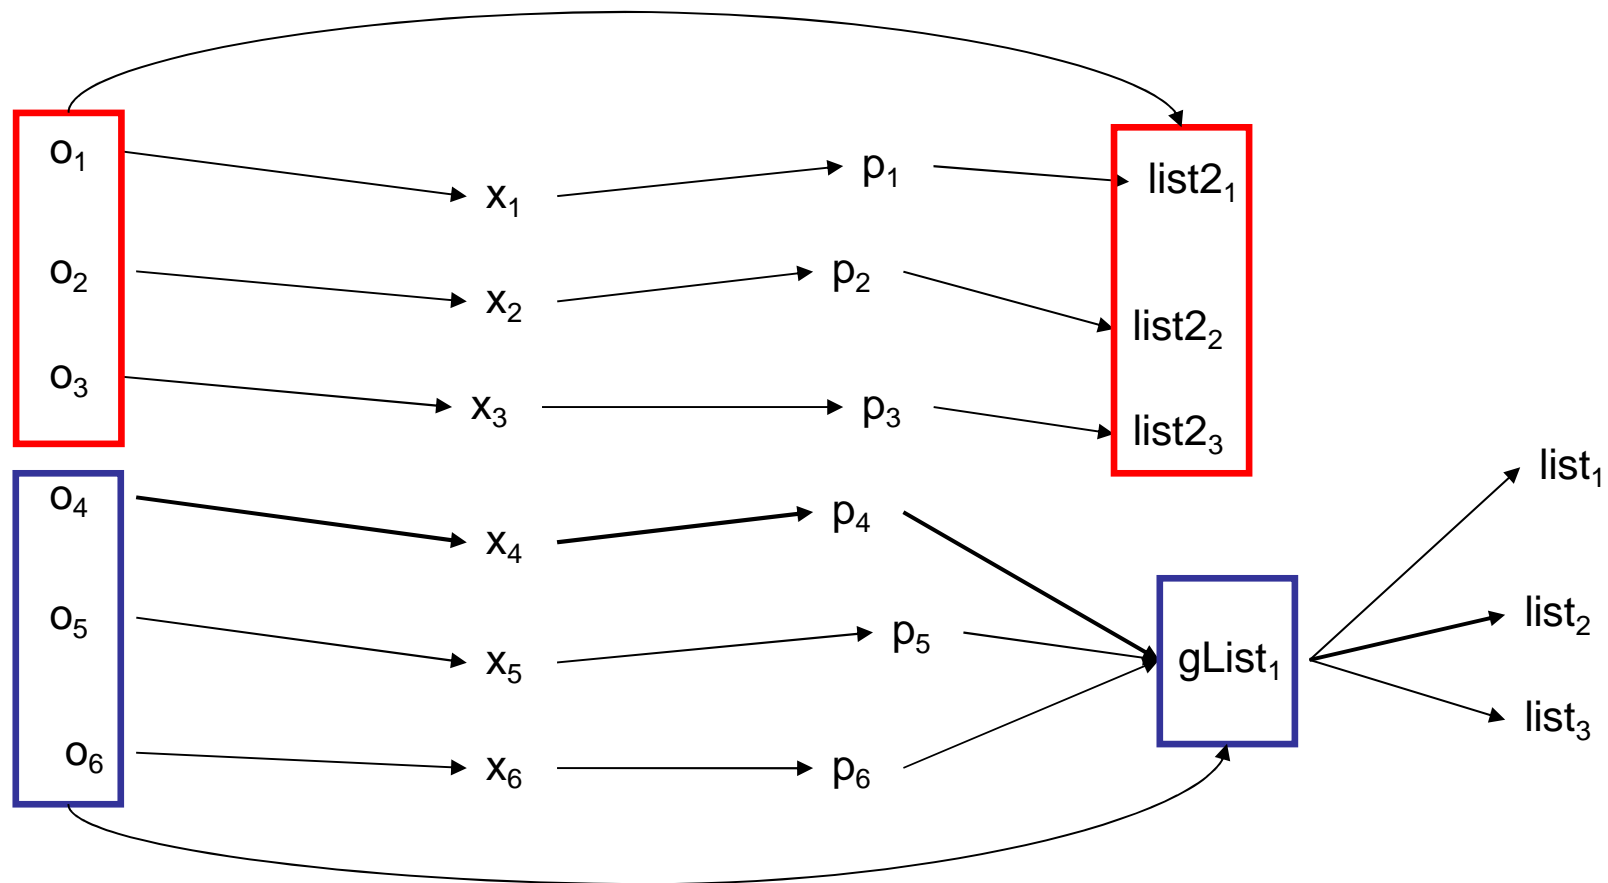 o₁ x₁ p₁ list2₁
o₂ x₂ p₂ list2₂
o₃ x₃ p₃ list2₃
list₁
o₄ x₄ p₄
o₅ x₅ p₅ list₂
gList₁
list₃
o₆ x₆ p₆